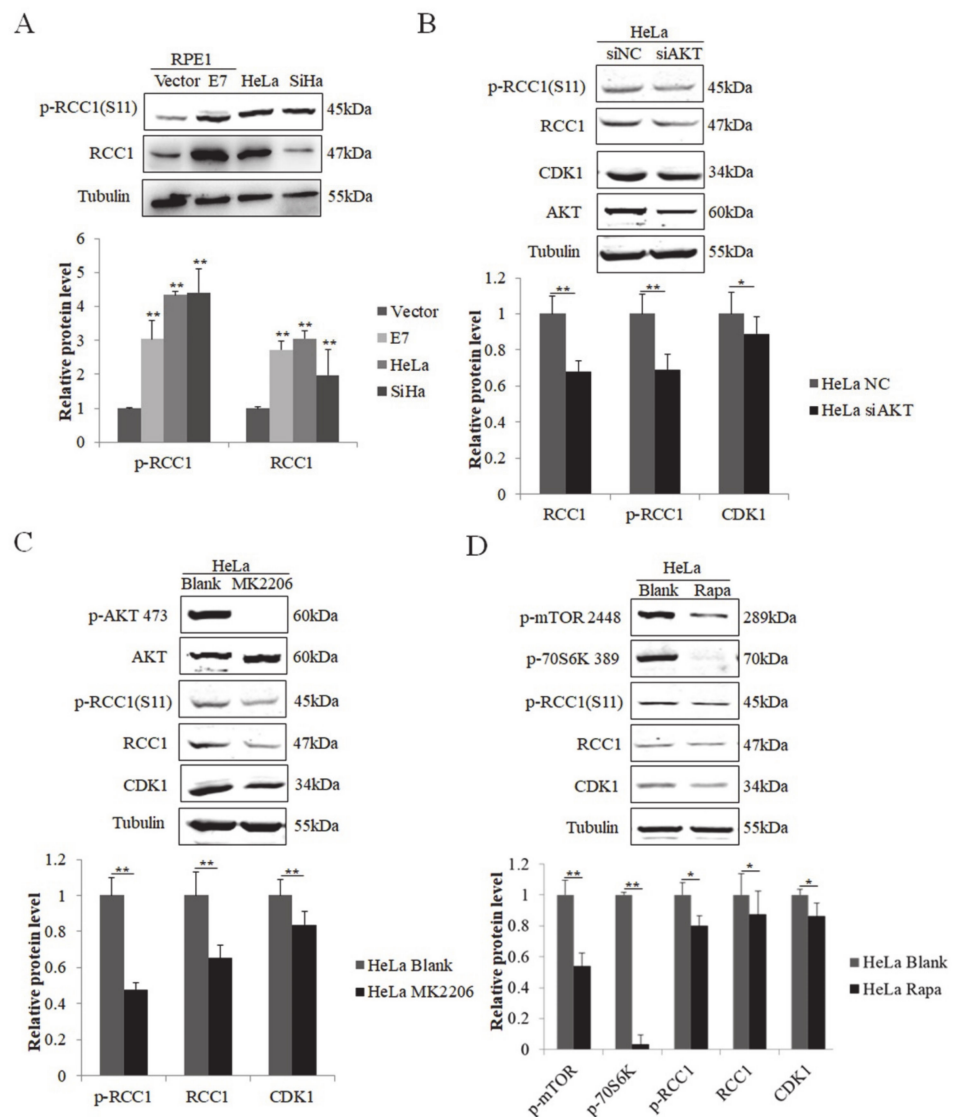 A
RPE1
Vector E7 HeLa SiHa
p-RCC1(S11) 45kDa
RCC1 47kDa
Tubulin 55kDa
Relative protein level
6
5
4
3
2
1
0
** ** **
** ** **
p-RCC1 RCC1
Vector
E7
HeLa
SiHa
B
HeLa
siNC siAKT
p-RCC1(S11) 45kDa
RCC1 47kDa
CDK1 34kDa
AKT 60kDa
Tubulin 55kDa
Relative protein level
1.2
1
0.8
0.6
0.4
0.2
0
** ** *
RCC1 p-RCC1 CDK1
HeLa NC
HeLa siAKT
C
HeLa
Blank MK2206
p-AKT 473 60kDa
AKT 60kDa
p-RCC1(S11) 45kDa
RCC1 47kDa
CDK1 34kDa
Tubulin 55kDa
Relative protein level
1.2
1
0.8
0.6
0.4
0.2
0
** ** **
p-RCC1 RCC1 CDK1
HeLa Blank
HeLa MK2206
D
HeLa
Blank Rapa
p-mTOR 2448 289kDa
p-70S6K 389 70kDa
p-RCC1(S11) 45kDa
RCC1 47kDa
CDK1 34kDa
Tubulin 55kDa
Relative protein level
1.2
1
0.8
0.6
0.4
0.2
0
** ** * * *
p-mTOR p-70S6K p-RCC1 RCC1 CDK1
HeLa Blank
HeLa Rapa